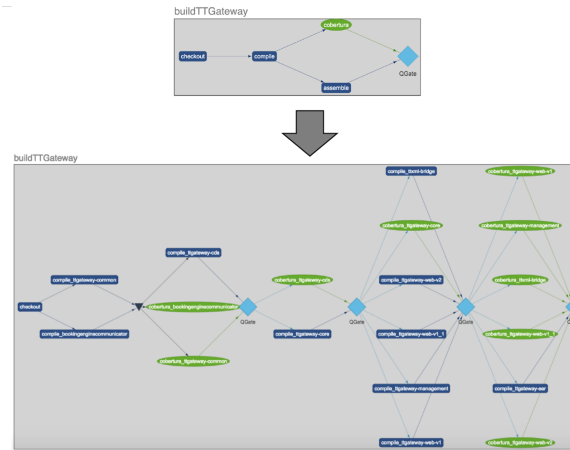 buildTTGateway
cobertura
checkout
compile
QGate
assemble
buildTTGateway
compile_ttxml-bridge
cobertura_ttgateway-web-v1
cobertura_ttgateway-core
cobertura_ttgateway-management
compile_ttgateway-cds
compile_ttgateway-common
cobertura_ttgateway-cds
compile_ttgateway-web-v2
cobertura_ttxml-bridge
checkout
cobertura_bookingenginecommunicator
QGate
QGate
QGate
compile_bookingenginecommunicator
compile_ttgateway-core
compile_ttgateway-web-v1_1
cobertura_ttgateway-web-v1_1
cobertura_ttgateway-common
compile_ttgateway-management
compile_ttgateway-ear
compile_ttgateway-web-v1
cobertura_ttgateway-web-v2